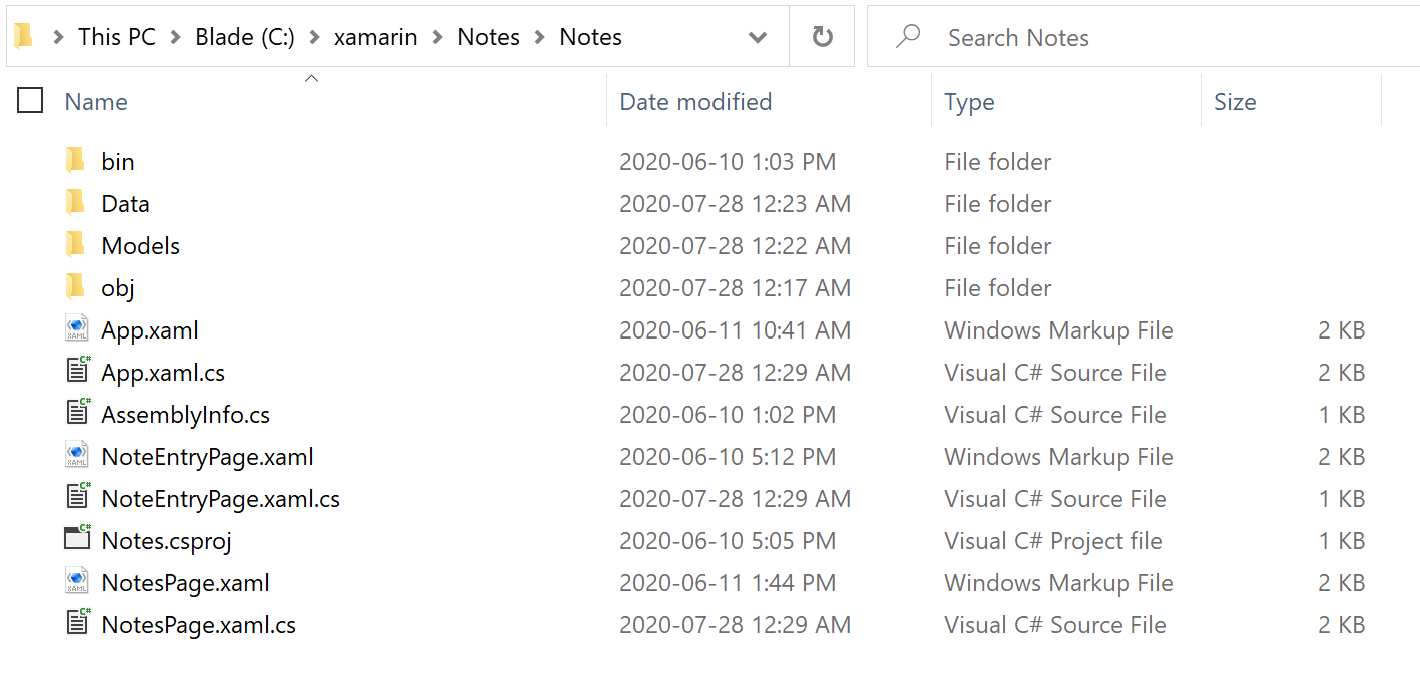 This PC > Blade (C:) > xamarin > Notes > Notes Search Notes
Name Date modified Type Size
bin 2020-06-10 1:03 PM File folder
Data 2020-07-28 12:23 AM File folder
Models 2020-07-28 12:22 AM File folder
obj 2020-07-28 12:17 AM File folder
App.xaml 2020-06-11 10:41 AM Windows Markup File 2 KB
App.xaml.cs 2020-07-28 12:29 AM Visual C# Source File 2 KB
AssemblyInfo.cs 2020-06-10 1:02 PM Visual C# Source File 1 KB
NoteEntryPage.xaml 2020-06-10 5:12 PM Windows Markup File 2 KB
NoteEntryPage.xaml.cs 2020-07-28 12:29 AM Visual C# Source File 1 KB
Notes.csproj 2020-06-10 5:05 PM Visual C# Project file 1 KB
NotesPage.xaml 2020-06-11 1:44 PM Windows Markup File 2 KB
NotesPage.xaml.cs 2020-07-28 12:29 AM Visual C# Source File 2 KB